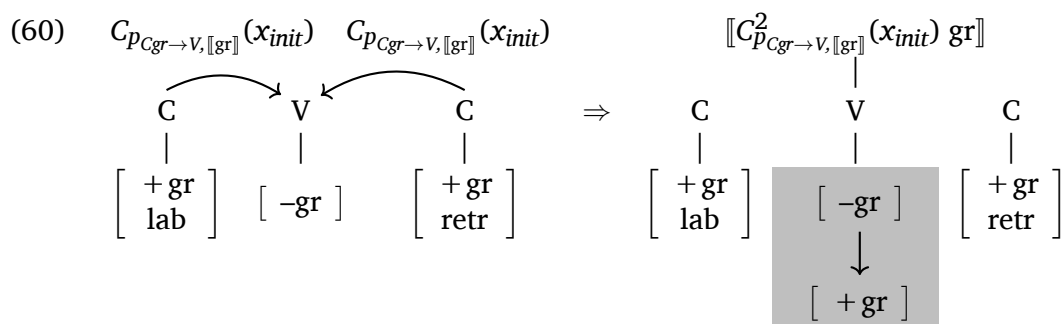 (60) C_{p_{Cgr→V,⟦gr⟧}}(x_{init}) C_{p_{Cgr→V,⟦gr⟧}}(x_{init}) ⟦C^2_{p_{Cgr→V,⟦gr⟧}}(x_{init}) gr⟧
C V C ⇒ C V C
[ +gr lab ] [ –gr ] [ +gr retr ] [ +gr lab ] [ –gr ] [ +gr retr ]
[ +gr ]